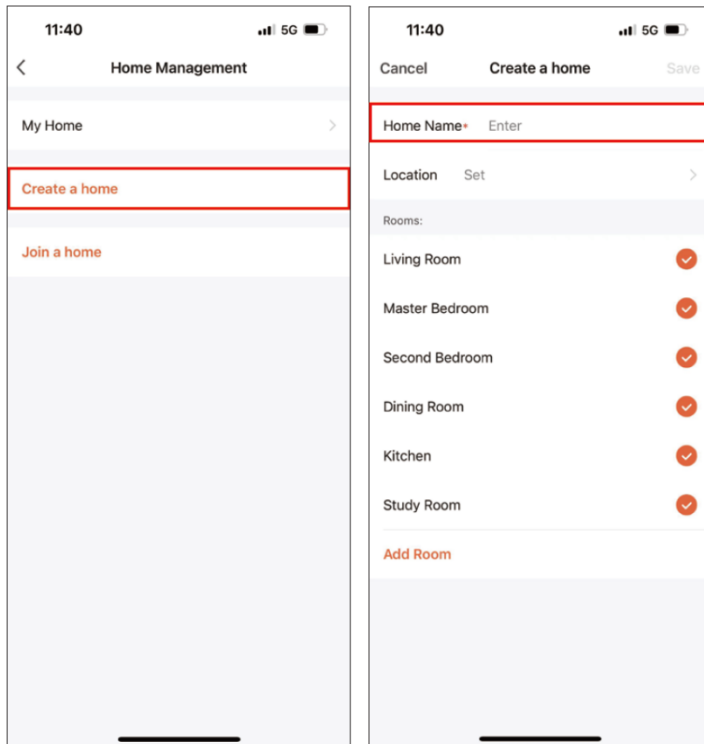 11:40 5G
Home Management
My Home
Create a home
Join a home
11:40 5G
Cancel Create a home Save
Home Name* Enter
Location Set
Rooms:
Living Room
Master Bedroom
Second Bedroom
Dining Room
Kitchen
Study Room
Add Room